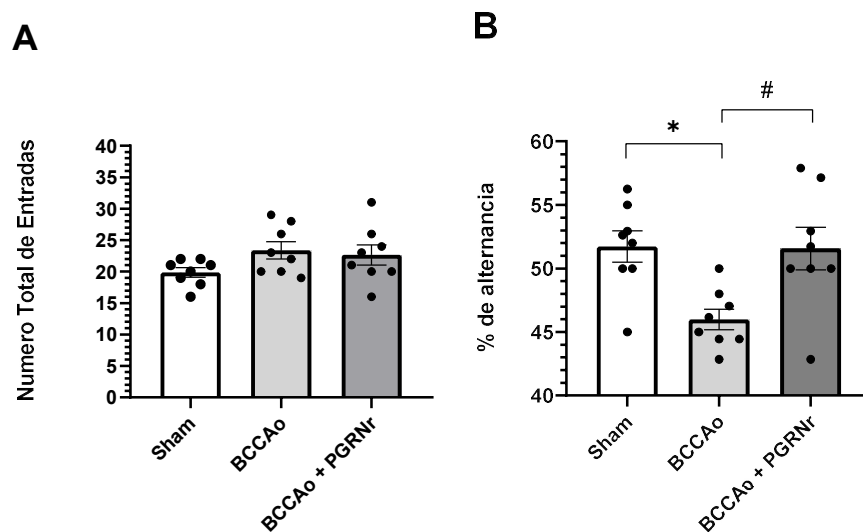 A
Numero Total de Entradas
40
35
30
25
20
15
10
5
0
Sham
BCCAo
BCCAo + PGRNr
B
% de alternancia
60
55
50
45
40
*
#
Sham
BCCAo
BCCAo + PGRNr